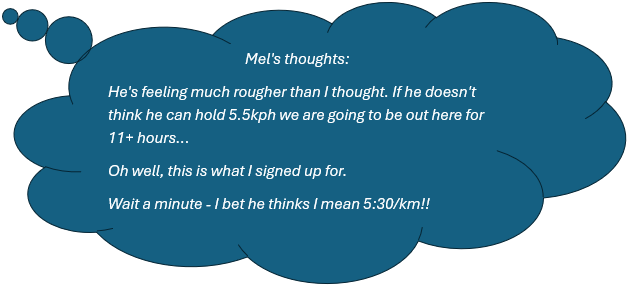 Mel's thoughts:
He's feeling much rougher than I thought. If he doesn't
think he can hold 5.5kph we are going to be out here for
11+ hours...
Oh well, this is what I signed up for.
Wait a minute - I bet he thinks I mean 5:30/km!!